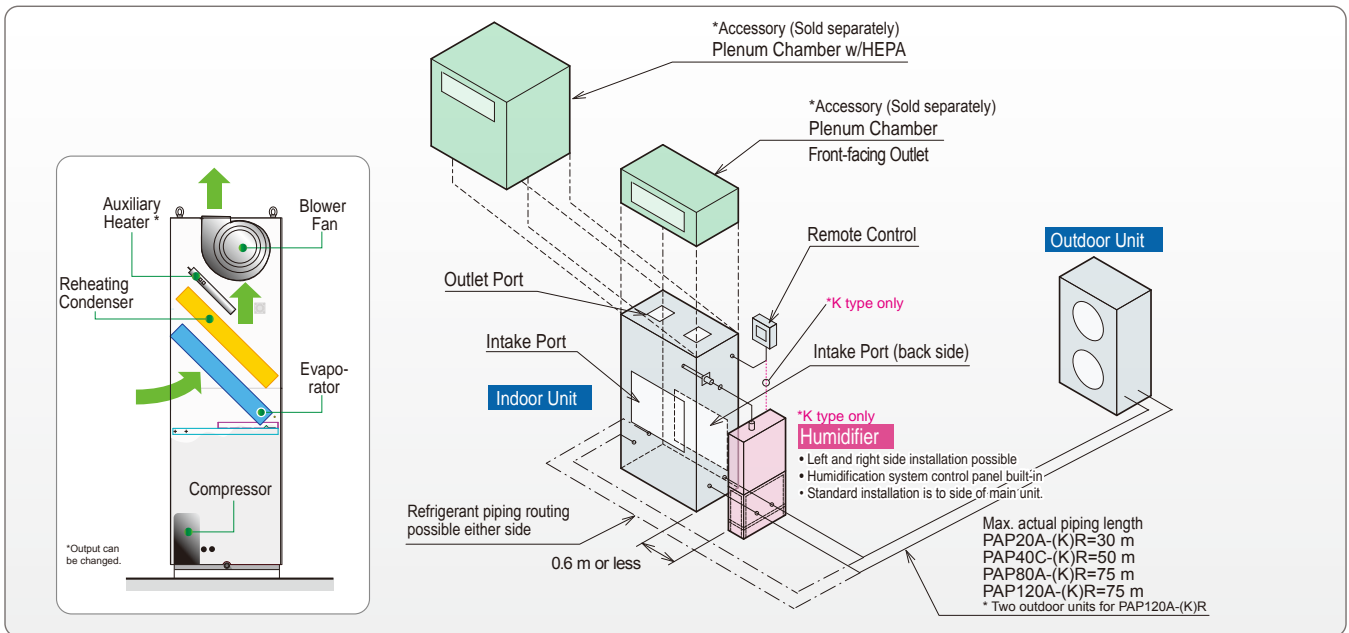 Auxiliary
Heater *
Blower
Fan
Reheating
Condenser
Evapo-
rator
Compressor
*Output can
be changed.
*Accessory (Sold separately)
Plenum Chamber w/HEPA
*Accessory (Sold separately)
Plenum Chamber
Front-facing Outlet
Remote Control
Outdoor Unit
Outlet Port
*K type only
Intake Port
Intake Port (back side)
Indoor Unit
*K type only
Humidifier
• Left and right side installation possible
• Humidification system control panel built-in
• Standard installation is to side of main unit.
Refrigerant piping routing
possible either side
0.6 m or less
Max. actual piping length
PAP20A-(K)R=30 m
PAP40C-(K)R=50 m
PAP80A-(K)R=75 m
PAP120A-(K)R=75 m
* Two outdoor units for PAP120A-(K)R